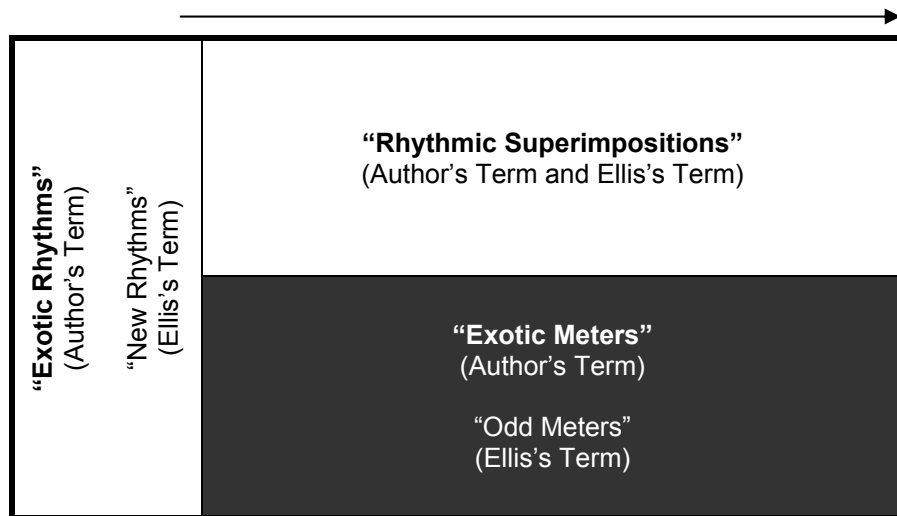 “Exotic Rhythms”
(Author’s Term)
“New Rhythms”
(Ellis’s Term)
“Rhythmic Superimpositions”
(Author’s Term and Ellis’s Term)
“Exotic Meters”
(Author’s Term)
“Odd Meters”
(Ellis’s Term)